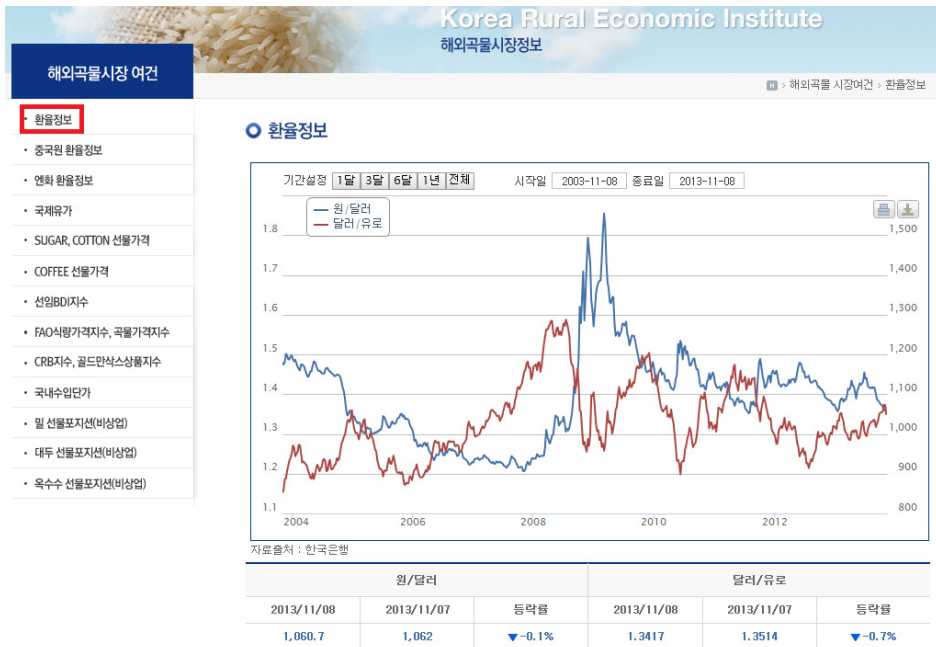 Korea Rural Economic Institute
해외곡물시장정보
해외곡물시장 여건
H > 해외곡물 시장여건 > 환율정보
환율정보
중국원 환율정보
엔화 환율정보
국제유가
SUGAR, COTTON 선물가격
COFFEE 선물가격
선임BDI지수
FAO식량가격지수, 곡물가격지수
CRB지수, 골드만삭스상품지수
국내수입단가
밀 선물포지션(비상업)
대두 선물포지션(비상업)
옥수수 선물포지션(비상업)
환율정보
기간설정 1달 3달 6달 1년 전체 시작일 2003-11-08 종료일 2013-11-08
원/달러
달러/유로
1.8 1,500
1.7 1,400
1.6 1,300
1.5 1,200
1.4 1,100
1.3 1,000
1.2 900
1.1 800
2004 2006 2008 2010 2012
자료출처 : 한국은행
원/달러 달러/유로
2013/11/08 2013/11/07 등락률 2013/11/08 2013/11/07 등락률
1,060.7 1,062 ▼-0.1% 1.3417 1.3514 ▼-0.7%